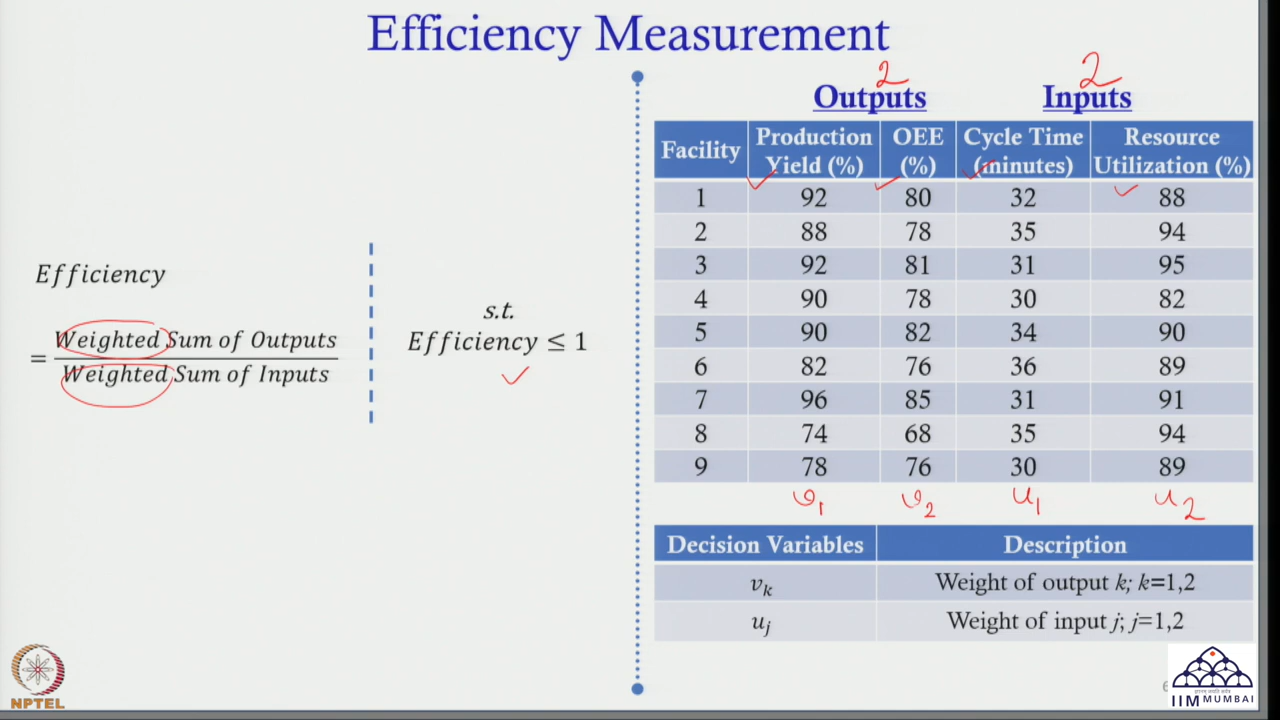 Efficiency Measurement
2 2
Outputs Inputs
Facility Production Yield (%) OEE (%) Cycle Time (minutes) Resource Utilization (%)
1 92 80 32 88
2 88 78 35 94
3 92 81 31 95
4 90 78 30 82
5 90 82 34 90
6 82 76 36 89
7 96 85 31 91
8 74 68 35 94
9 78 76 30 89
v1 v2 u1 u2
Efficiency
= Weighted Sum of Outputs
Weighted Sum of Inputs
s.t.
Efficiency ≤ 1
Decision Variables Description
vk Weight of output k; k=1,2
uj Weight of input j; j=1,2
NPTEL
IIM MUMBAI